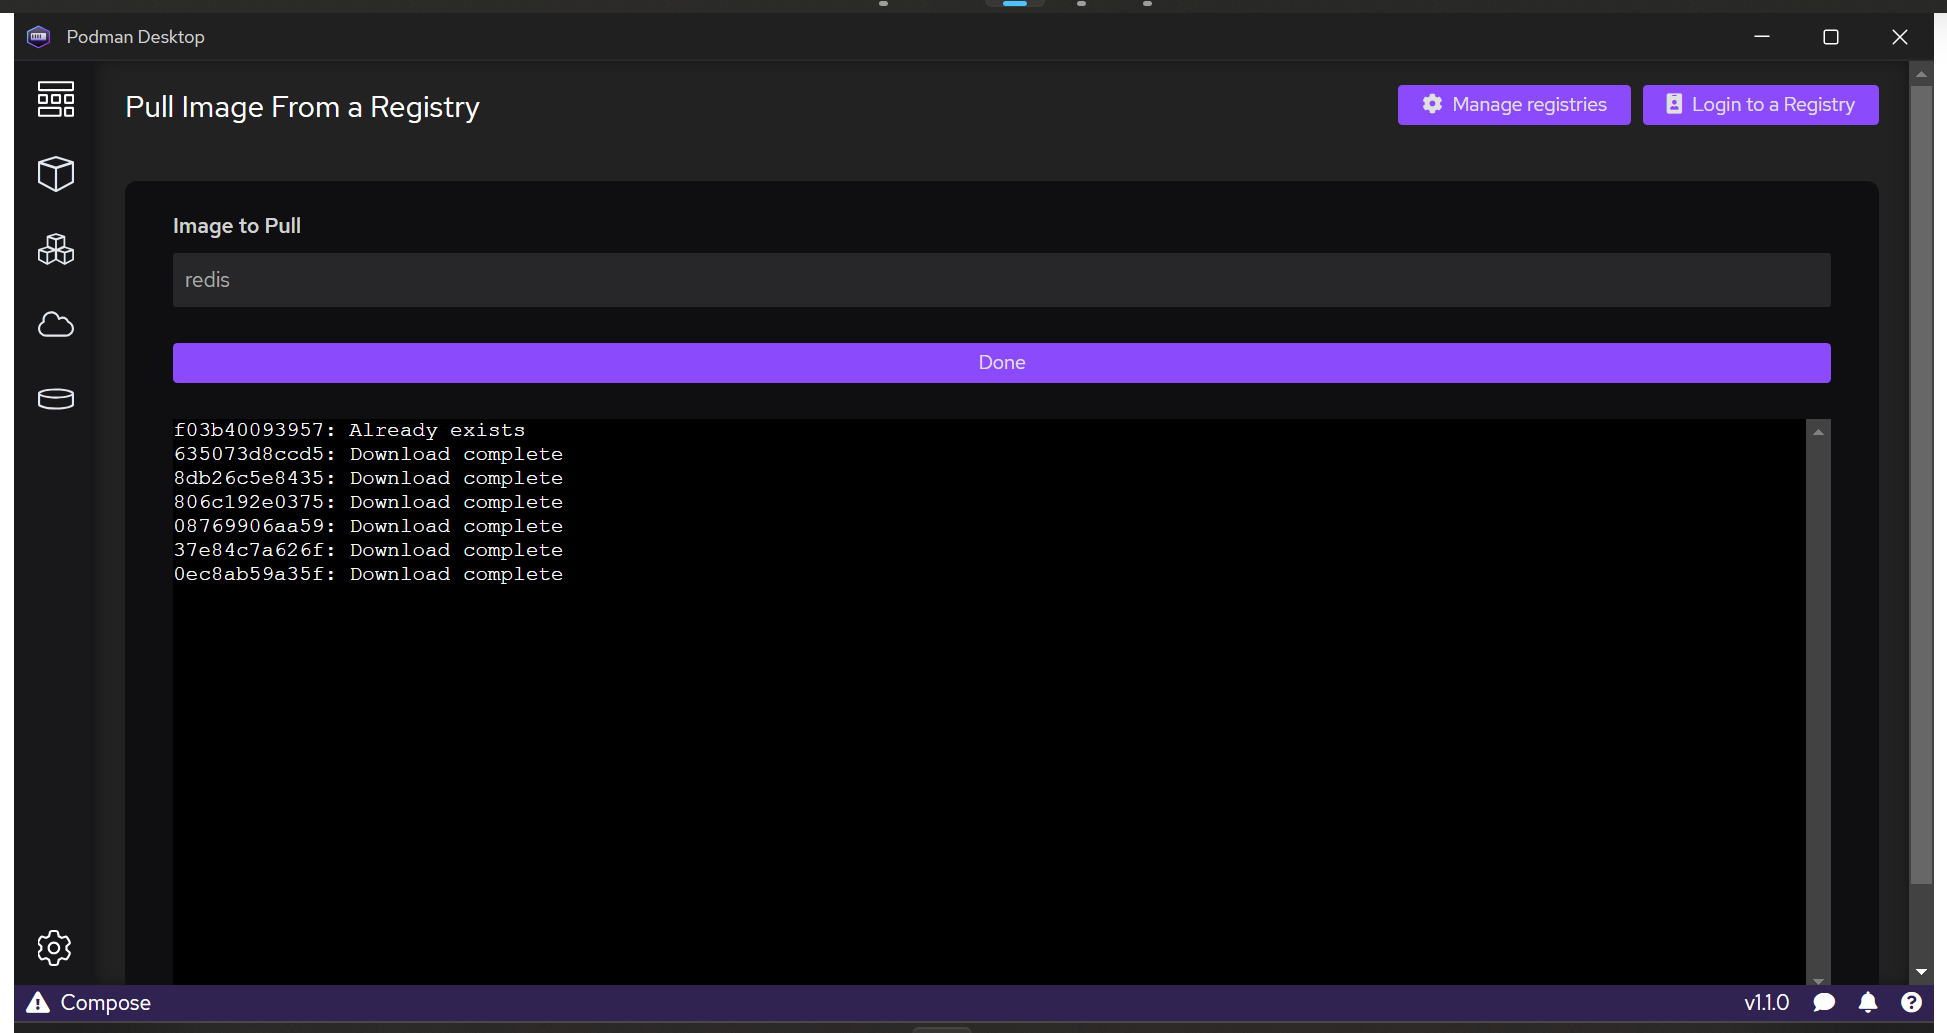 Podman Desktop
Pull Image From a Registry
Manage registries
Login to a Registry
Image to Pull
redis
Done
f03b40093957: Already exists
635073d8ccd5: Download complete
8db26c5e8435: Download complete
806c192e0375: Download complete
08769906aa59: Download complete
37e84c7a626f: Download complete
0ec8ab59a35f: Download complete
Compose
v1.1.0